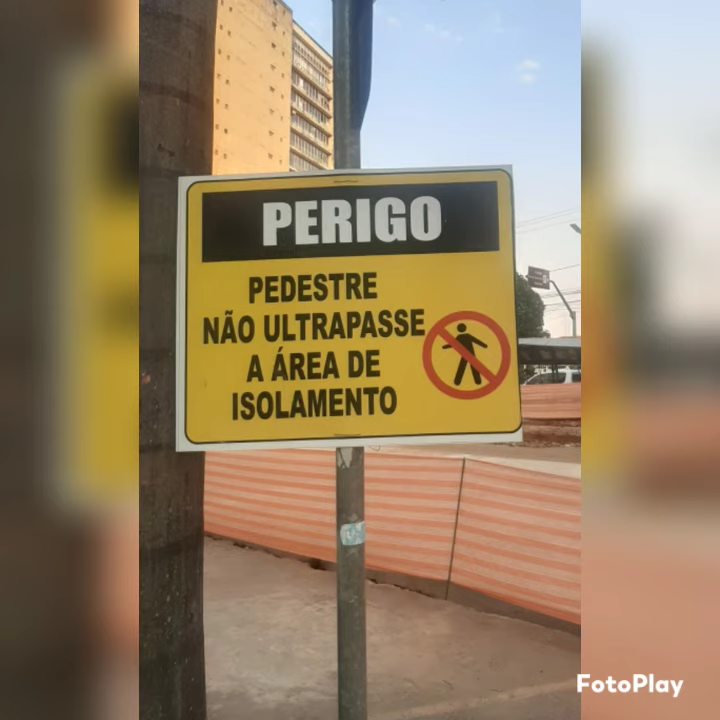 PERIGO
PEDESTRE
NÃO ULTRAPASSE
A ÁREA DE
ISOLAMENTO
FotoPlay